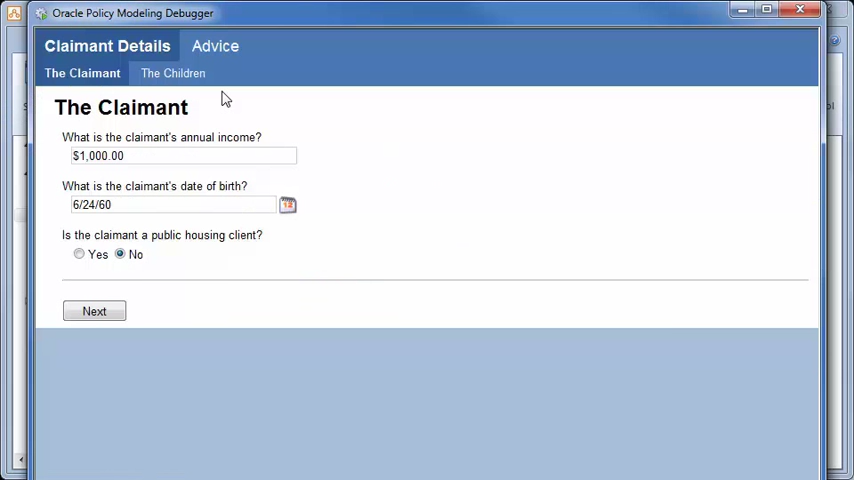 Oracle Policy Modeling Debugger
Claimant Details Advice
The Claimant The Children
The Claimant
What is the claimant's annual income?
$1,000.00
What is the claimant's date of birth?
6/24/60
12
Is the claimant a public housing client?
Yes No
Next